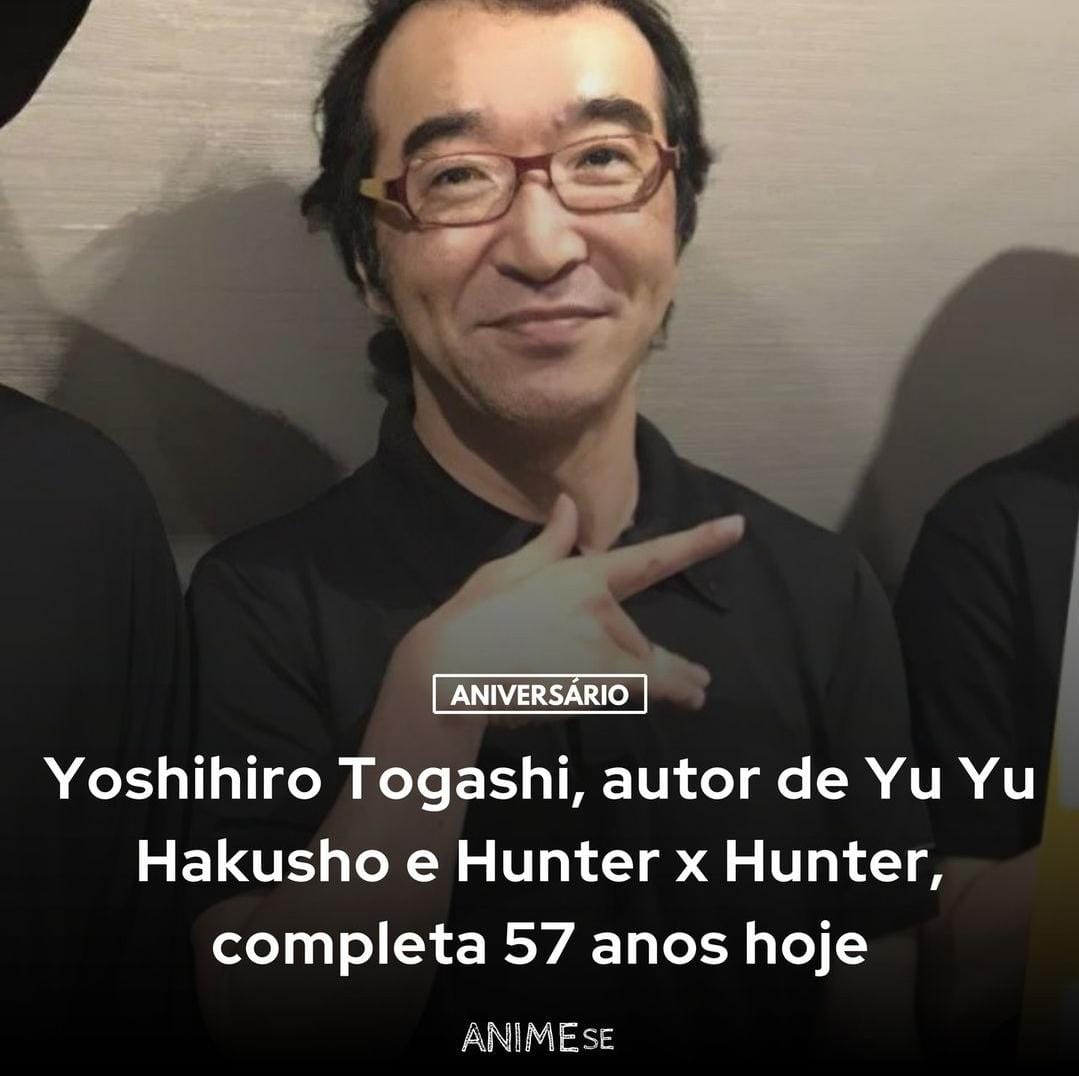 ANIVERSÁRIO
Yoshihiro Togashi, autor de Yu Yu
Hakusho e Hunter x Hunter,
completa 57 anos hoje
ANIMESE